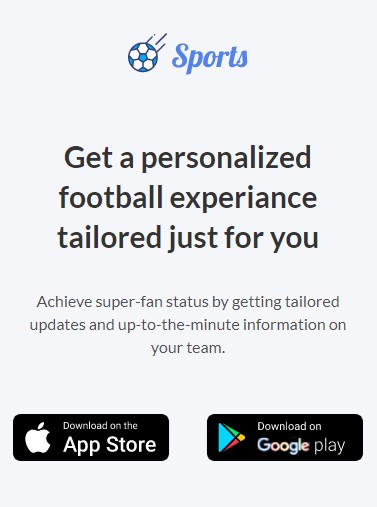 Sports
Get a personalized
football experiance
tailored just for you
Achieve super-fan status by getting tailored
updates and up-to-the-minute information on
your team.
Download on the
App Store
Download on
Google play